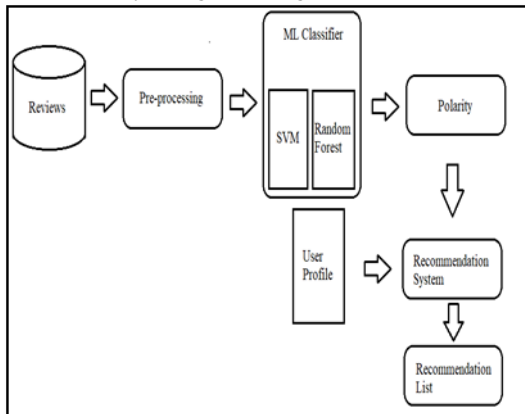 ML Classifier
Reviews
Pre-processing
SVM
Random
Forest
Polarity
User
Profile
Recommendation
System
Recommendation
List